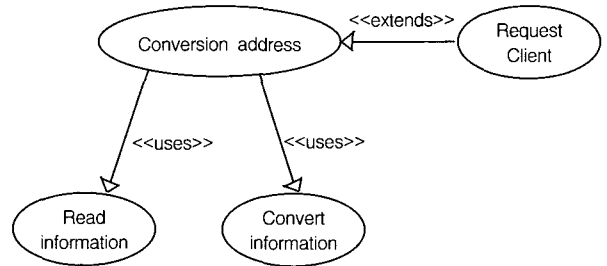 <<extends>>
Conversion address
Request
Client
<<uses>>
<<uses>>
Read
information
Convert
information